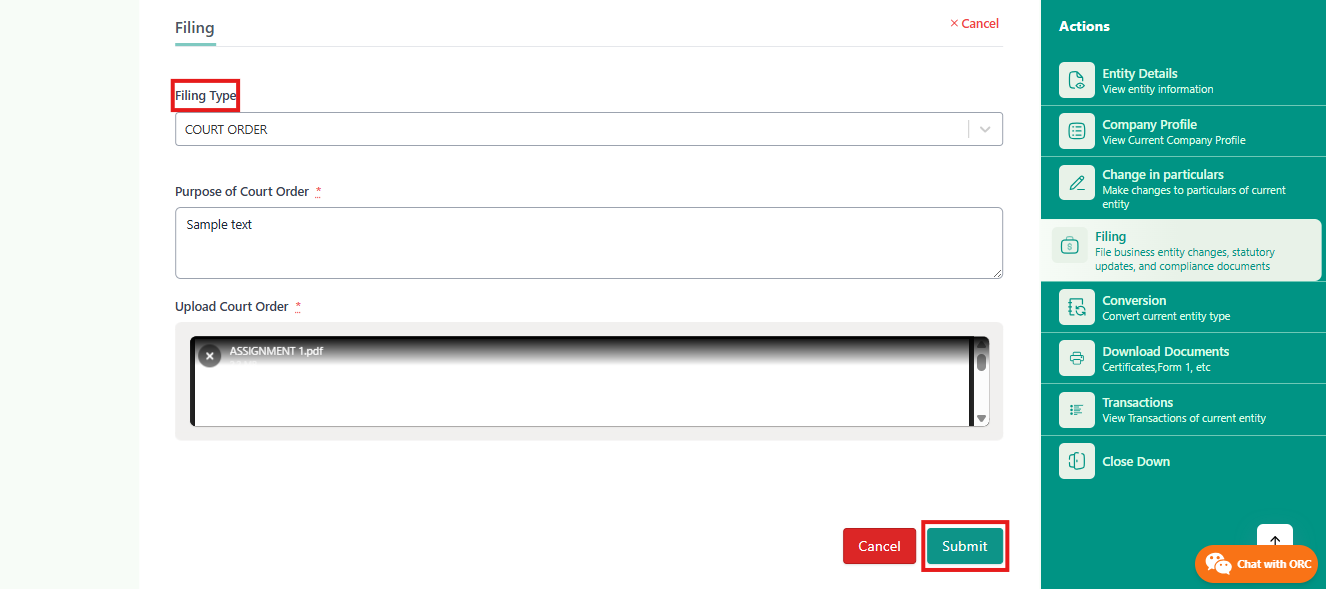 Filing
× Cancel
Filing Type
COURT ORDER
Purpose of Court Order *
Sample text
Upload Court Order *
ASSIGNMENT 1.pdf
Cancel
Submit
Actions
Entity Details
View entity information
Company Profile
View Current Company Profile
Change in particulars
Make changes to particulars of current
entity
Filing
File business entity changes, statutory
updates, and compliance documents
Conversion
Convert current entity type
Download Documents
Certificates,Form 1, etc
Transactions
View Transactions of current entity
Close Down
Chat with ORC